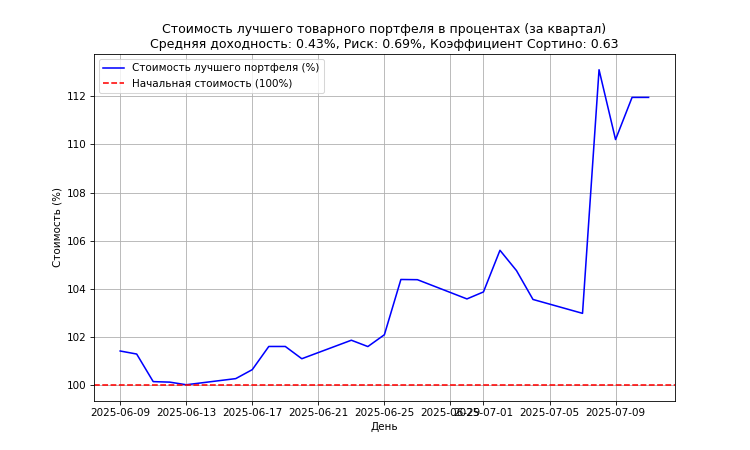 Стоимость лучшего товарного портфеля в процентах (за квартал)
Средняя доходность: 0.43%, Риск: 0.69%, Коэффициент Сортино: 0.63
Стоимость лучшего портфеля (%)
Начальная стоимость (100%)
Стоимость (%)
112
110
108
106
104
102
100
2025-06-09 2025-06-13 2025-06-17 2025-06-21 2025-06-25 2025-06-29 2025-07-01 2025-07-05 2025-07-09
День